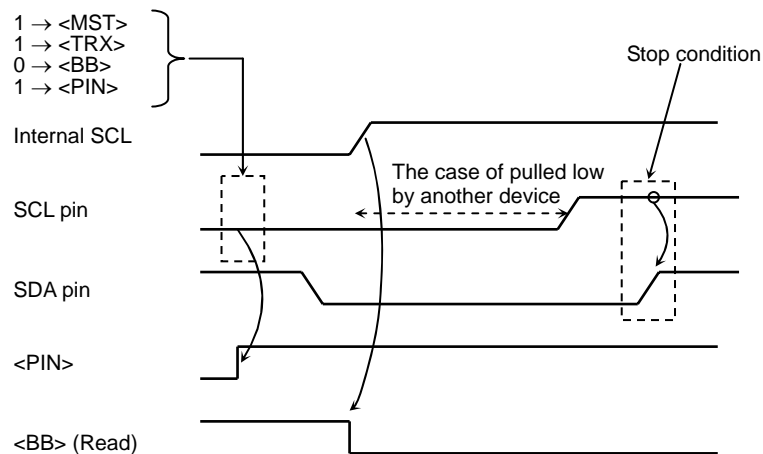 1 → <MST>
1 → <TRX>
0 → <BB>
1 → <PIN>
Stop condition
Internal SCL
The case of pulled low
by another device
SCL pin
SDA pin
<PIN>
<BB> (Read)